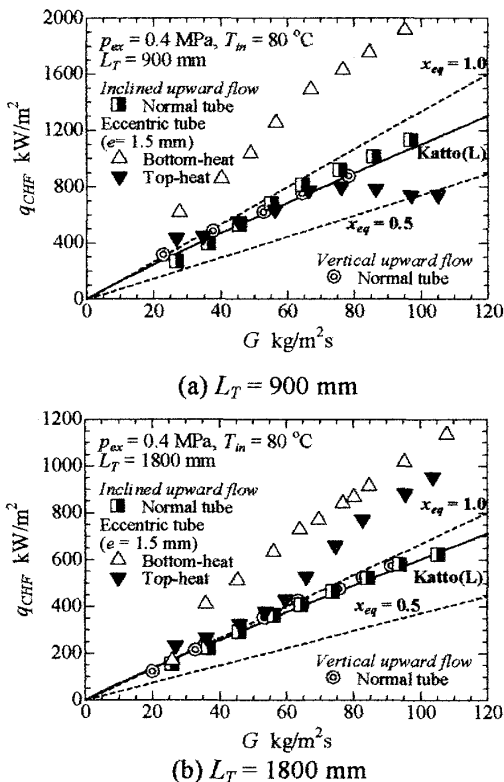 2000
1600
1200
800
400
0
q_CHF kW/m²
p_ex = 0.4 MPa, T_in = 80 °C
L_T = 900 mm
Inclined upward flow
Normal tube
Eccentric tube
(e= 1.5 mm)
Bottom-heat
Top-heat
x_eq = 1.0
Katto(L)
x_eq = 0.5
Vertical upward flow
Normal tube
0 20 40 60 80 100 120
G kg/m²s
(a) L_T = 900 mm
1200
1000
800
600
400
200
0
q_CHF kW/m²
p_ex = 0.4 MPa, T_in = 80 °C
L_T = 1800 mm
Inclined upward flow
Normal tube
Eccentric tube
(e = 1.5 mm)
Bottom-heat
Top-heat
x_eq = 1.0
Katto(L)
x_eq = 0.5
Vertical upward flow
Normal tube
0 20 40 60 80 100 120
G kg/m²s
(b) L_T = 1800 mm